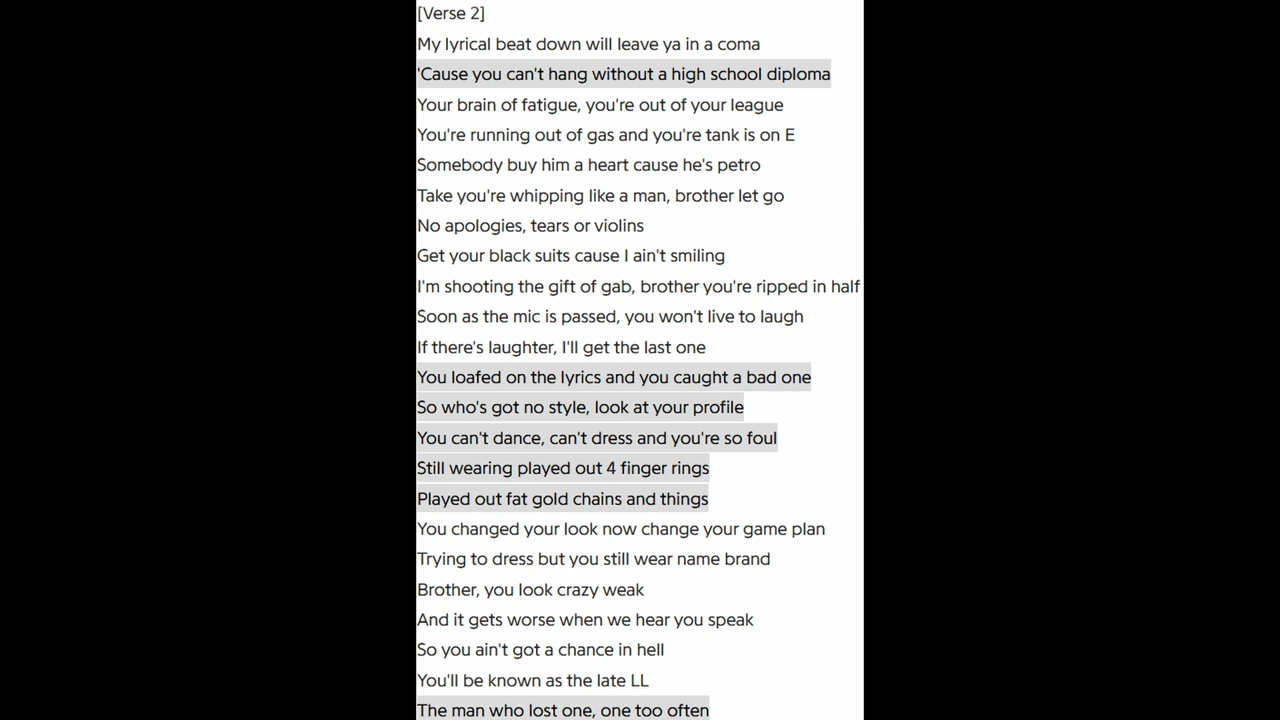 [Verse 2]
My lyrical beat down will leave ya in a coma
'Cause you can't hang without a high school diploma
Your brain of fatigue, you're out of your league
You're running out of gas and you're tank is on E
Somebody buy him a heart cause he's petro
Take you're whipping like a man, brother let go
No apologies, tears or violins
Get your black suits cause I ain't smiling
I'm shooting the gift of gab, brother you're ripped in half
Soon as the mic is passed, you won't live to laugh
If there's laughter, I'll get the last one
You loafed on the lyrics and you caught a bad one
So who's got no style, look at your profile
You can't dance, can't dress and you're so foul
Still wearing played out 4 finger rings
Played out fat gold chains and things
You changed your look now change your game plan
Trying to dress but you still wear name brand
Brother, you look crazy weak
And it gets worse when we hear you speak
So you ain't got a chance in hell
You'll be known as the late LL
The man who lost one, one too often